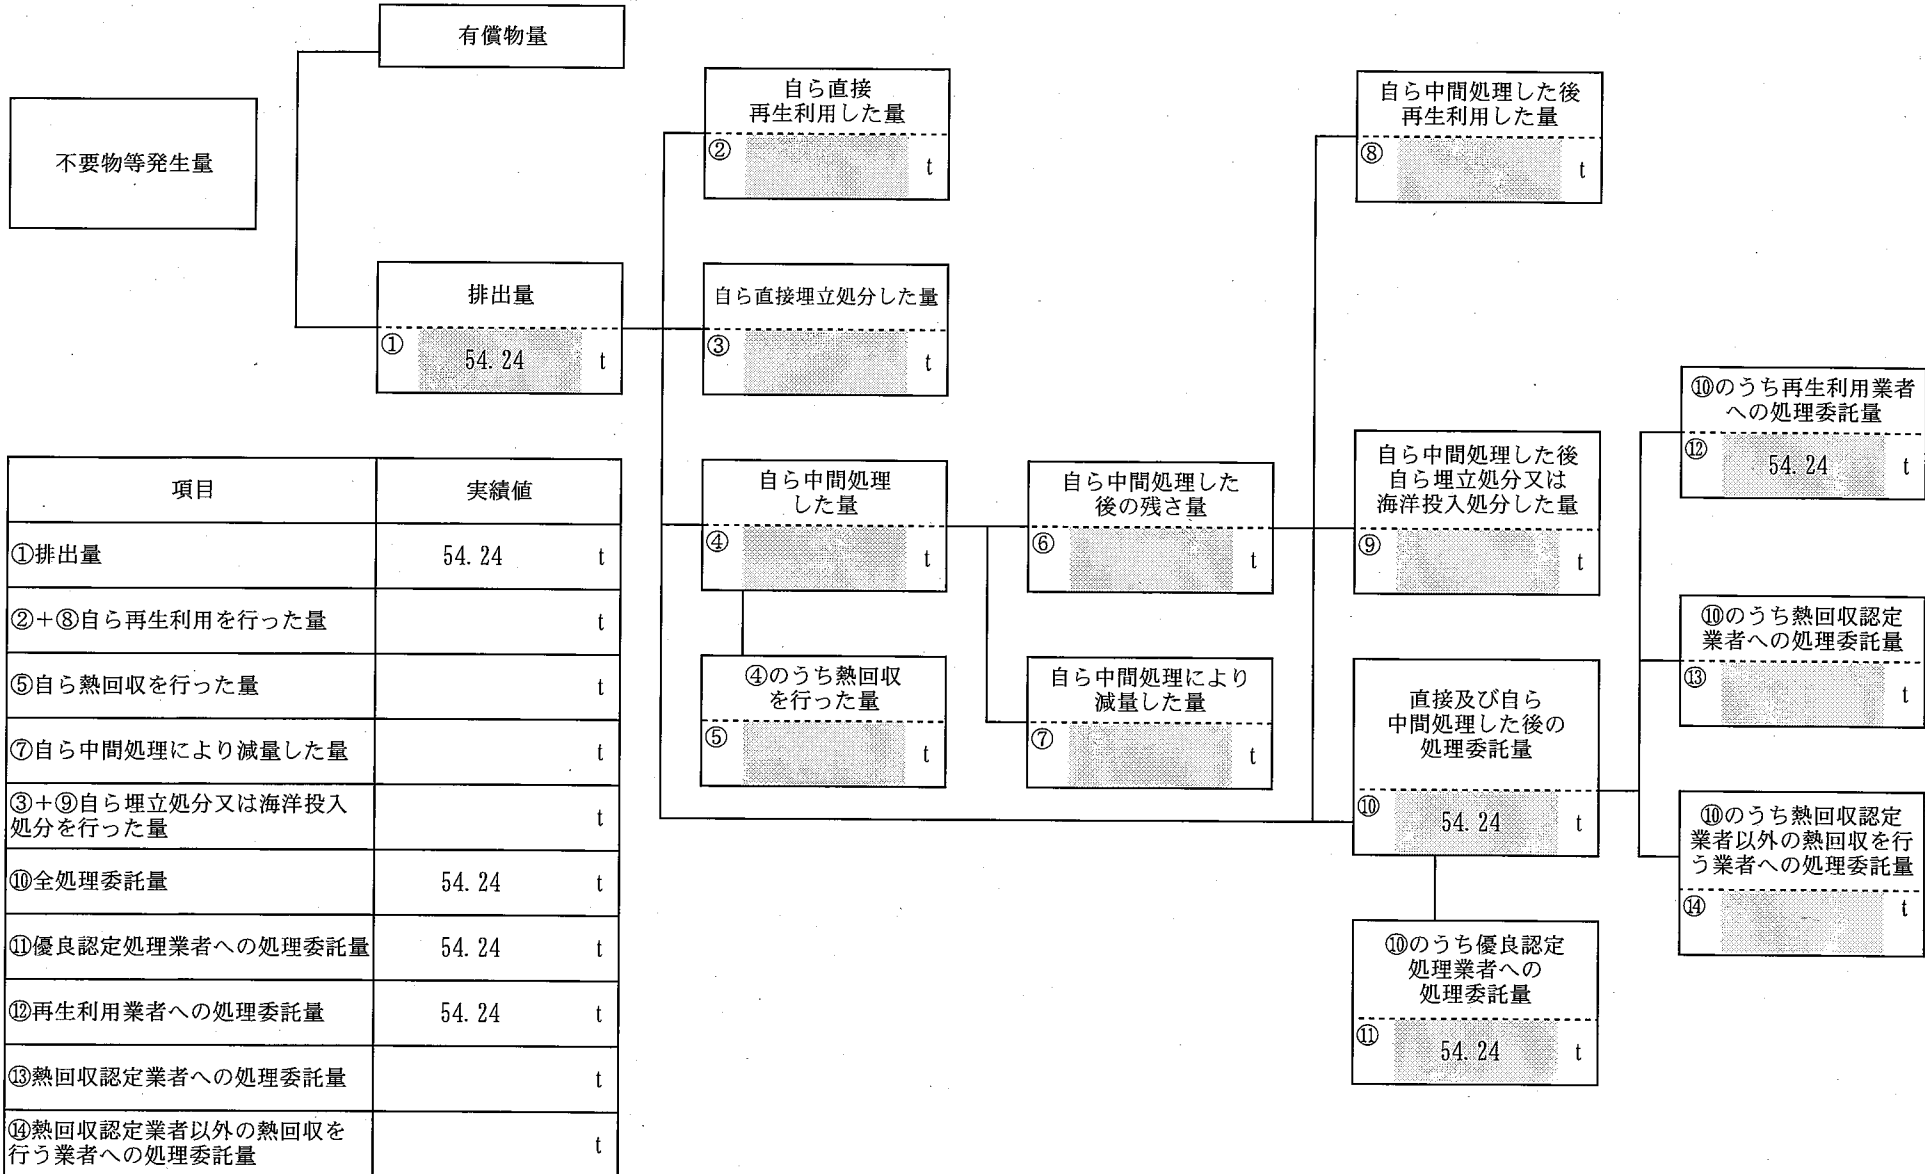 有償物量
不要物等発生量
排出量
① 54.24 t
自ら直接
再生利用した量
② t
自ら直接埋立処分した量
③ t
自ら中間処理
した量
④ t
④のうち熱回収
を行った量
⑤ t
自ら中間処理した
後の残さ量
⑥ t
自ら中間処理により
減量した量
⑦ t
自ら中間処理した後
再生利用した量
⑧ t
自ら中間処理した後
自ら埋立処分又は
海洋投入処分した量
⑨ t
直接及び自ら
中間処理した後の
処理委託量
⑩ 54.24 t
⑩のうち優良認定
処理業者への
処理委託量
⑪ 54.24 t
⑩のうち再生利用業者
への処理委託量
⑫ 54.24 t
⑩のうち熱回収認定
業者への処理委託量
⑬ t
⑩のうち熱回収認定
業者以外の熱回収を行
う業者への処理委託量
⑭ t
項目 実績値
①排出量 54.24 t
②+⑧自ら再生利用を行った量 t
⑤自ら熱回収を行った量 t
⑦自ら中間処理により減量した量 t
③+⑨自ら埋立処分又は海洋投入
処分を行った量 t
⑩全処理委託量 54.24 t
⑪優良認定処理業者への処理委託量 54.24 t
⑫再生利用業者への処理委託量 54.24 t
⑬熱回収認定業者への処理委託量 t
⑭熱回収認定業者以外の熱回収を
行う業者への処理委託量 t